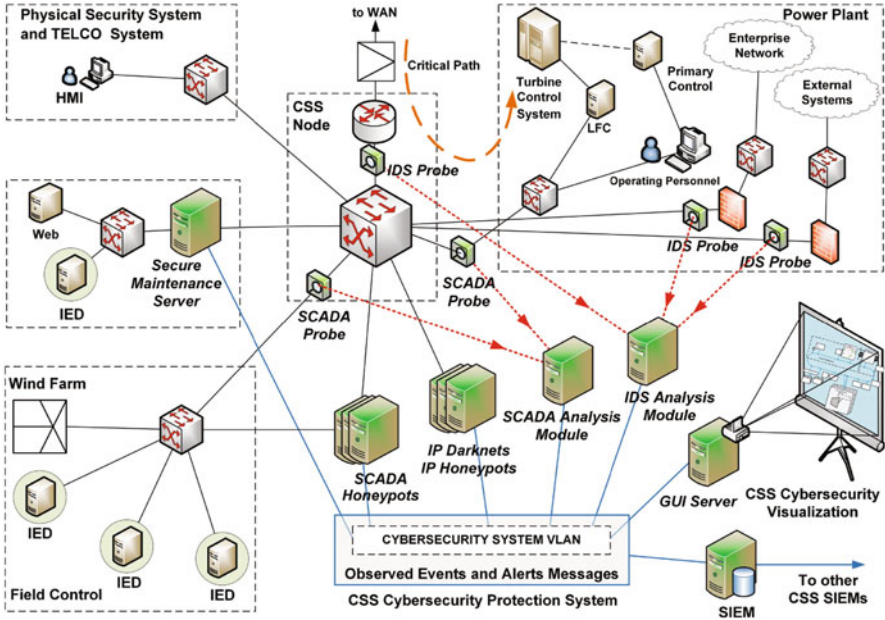 Physical Security System
and TELCO System
HMI
to WAN
Critical Path
CSS
Node
IDS Probe
Power Plant
Turbine
Control
System
LFC
Primary
Control
Operating Personnel
Enterprise
Network
External
Systems
IDS Probe
IDS Probe
Web
IED
Secure
Maintenance
Server
SCADA
Probe
SCADA
Probe
Wind Farm
IED
IED
IED
Field Control
SCADA
Honeypots
IP Darknets
IP Honeypots
SCADA Analysis
Module
IDS Analysis
Module
GUI Server
CSS Cybersecurity
Visualization
CYBERSECURITY SYSTEM VLAN
Observed Events and Alerts Messages
CSS Cybersecurity Protection System
SIEM
To other
CSS SIEMs